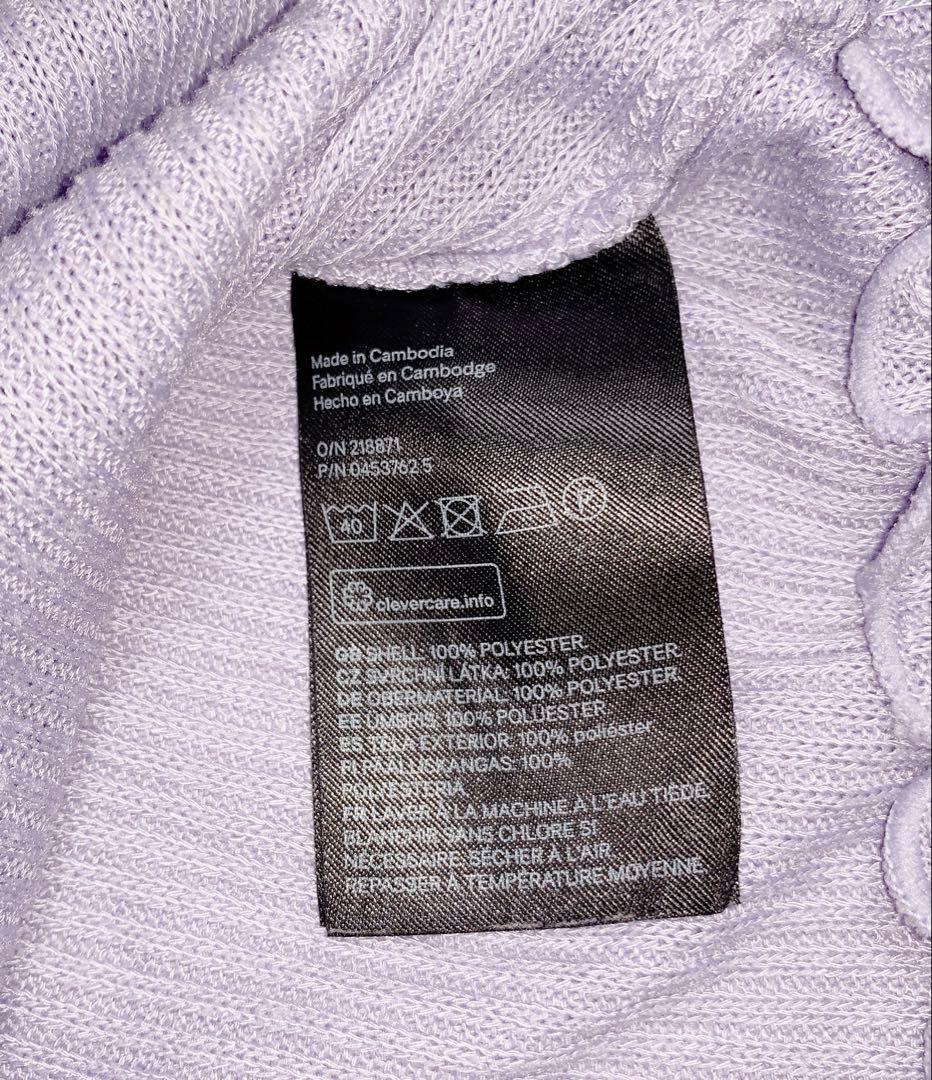 Made in Cambodia
Fabriqué en Cambodge
Hecho en Camboya
O/N 218871
P/N 0453762 5
40
P
clevercare.info
GB SHELL: 100% POLYESTER.
CZ SVRCHNÍ LÁTKA: 100% POLYESTER.
DE OBERMATERIAL: 100% POLYESTER.
EE ÜMBRIS: 100% POLÜESTER.
ES TELA EXTERIOR: 100% poliéster
FI PÄÄLLISKANGAS: 100%
POLYESTERIA
FR LAVER À LA MACHINE À L'EAU TIÈDE.
BLANCHIR SANS CHLORE SI
NÉCESSAIRE. SÉCHER À L'AIR.
REPASSER À TEMPÉRATURE MOYENNE.